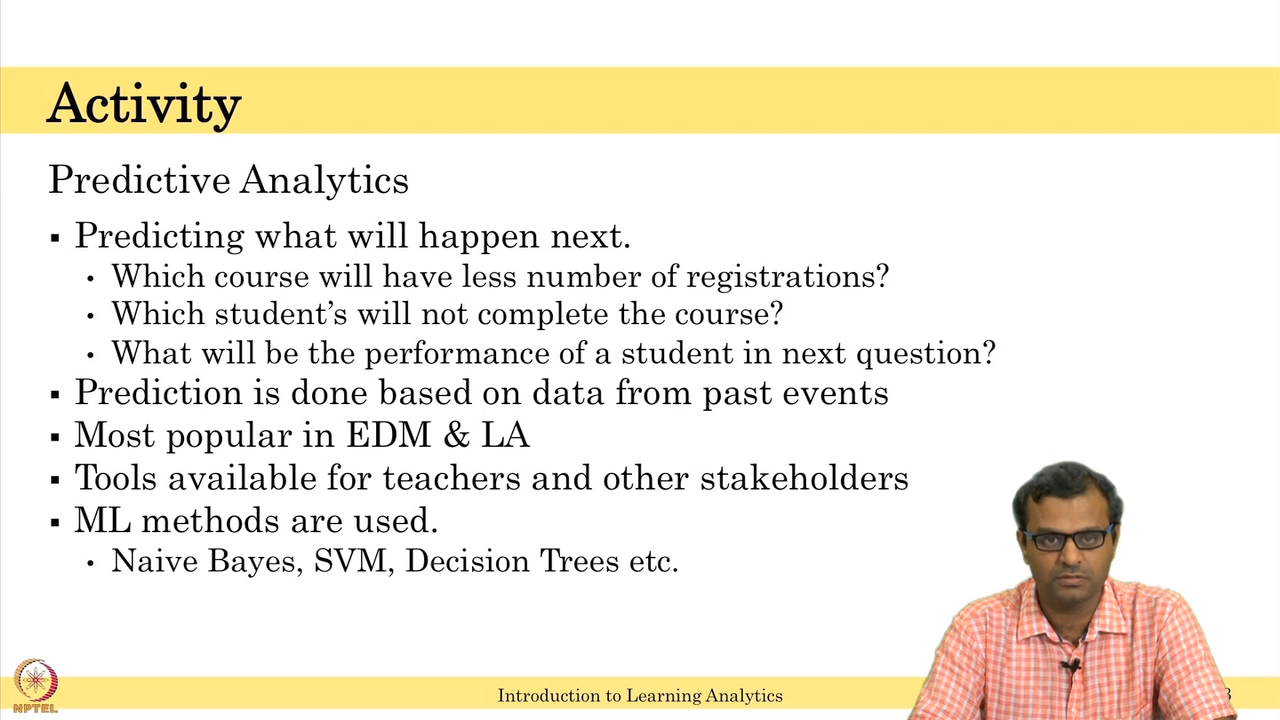 Activity
Predictive Analytics
▪ Predicting what will happen next.
• Which course will have less number of registrations?
• Which student’s will not complete the course?
• What will be the performance of a student in next question?
▪ Prediction is done based on data from past events
▪ Most popular in EDM & LA
▪ Tools available for teachers and other stakeholders
▪ ML methods are used.
• Naive Bayes, SVM, Decision Trees etc.
NPTEL
Introduction to Learning Analytics